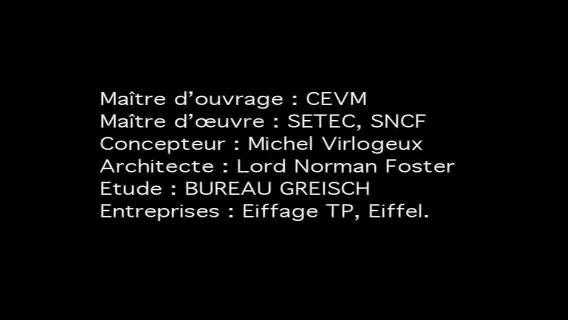 Maître d’ouvrage : CEVM
Maître d’œuvre : SETEC, SNCF
Concepteur : Michel Virlogeux
Architecte : Lord Norman Foster
Etude : BUREAU GREISCH
Entreprises : Eiffage TP, Eiffel.